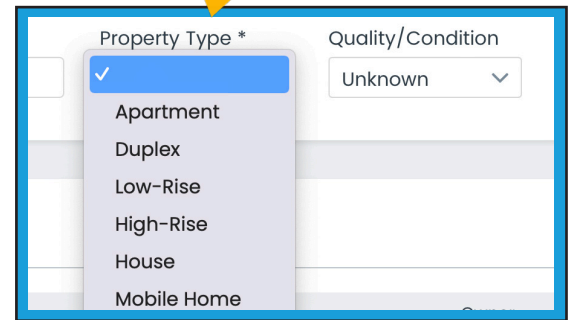 Property Type * Quality/Condition
Unknown
Apartment
Duplex
Low-Rise
High-Rise
House
Mobile Home